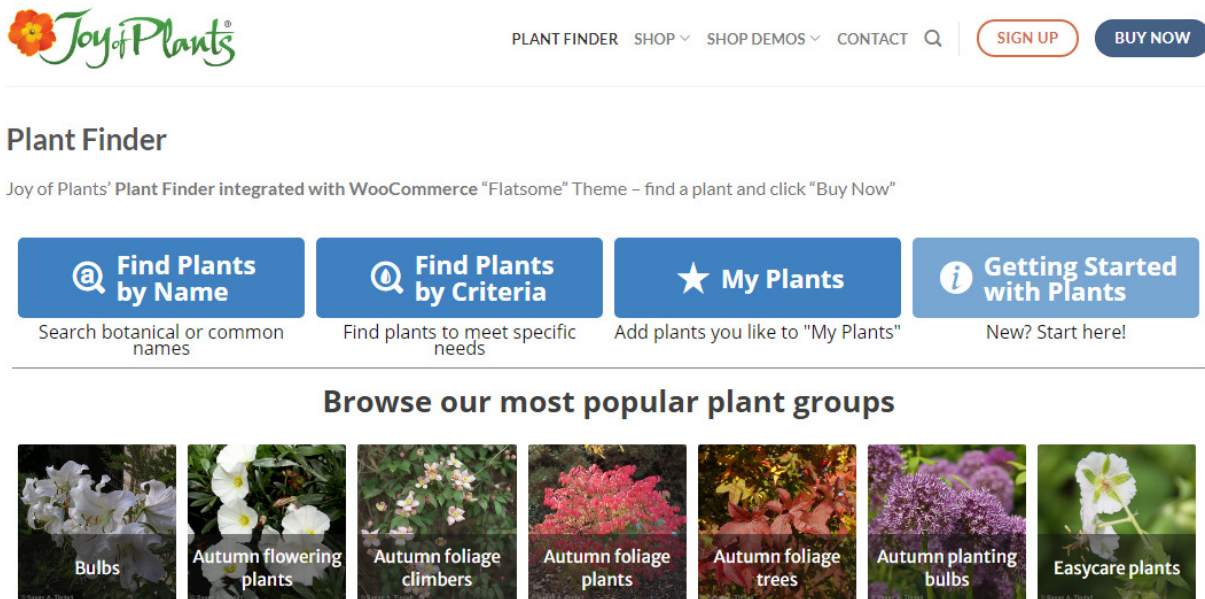 Joy of Plants®
PLANT FINDER SHOP SHOP DEMOS CONTACT SIGN UP BUY NOW
Plant Finder
Joy of Plants’ Plant Finder integrated with WooCommerce “Flatsome” Theme – find a plant and click “Buy Now”
Find Plants
by Name
Search botanical or common
names
Find Plants
by Criteria
Find plants to meet specific
needs
My Plants
Add plants you like to "My Plants"
Getting Started
with Plants
New? Start here!
Browse our most popular plant groups
Bulbs
Autumn flowering
plants
Autumn foliage
climbers
Autumn foliage
plants
Autumn foliage
trees
Autumn planting
bulbs
Easycare plants